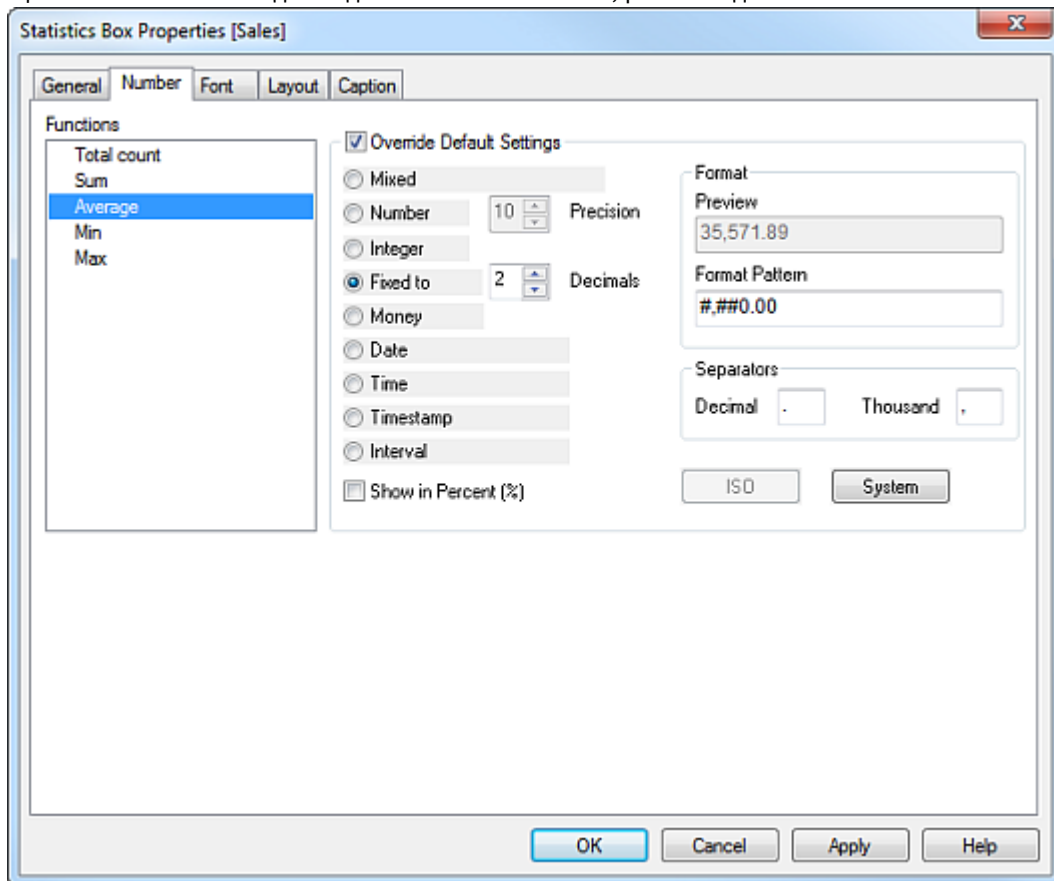 Statistics Box Properties [Sales]
General Number Font Layout Caption
Functions
Total count
Sum
Average
Min
Max
Override Default Settings
Mixed
Number 10 Precision
Integer
Fixed to 2 Decimals
Money
Date
Time
Timestamp
Interval
Show in Percent (%)
Format
Preview
35,571.89
Format Pattern
#,##0.00
Separators
Decimal . Thousand ,
ISO System
OK Cancel Apply Help